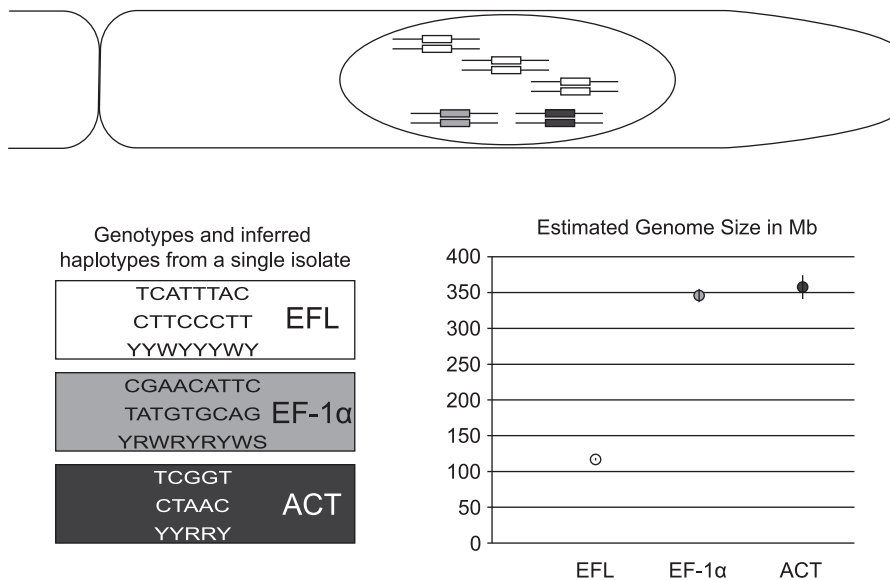 Genotypes and inferred
haplotypes from a single isolate
TCATTTAC
CTTCCCTT
YYWYYYWY
EFL
CGAACATTC
TATGTGCAG
YRWRYRYWS
EF-1α
TCGGT
CTAAC
YYRRY
ACT
Estimated Genome Size in Mb
400
350
300
250
200
150
100
50
0
EFL EF-1α ACT